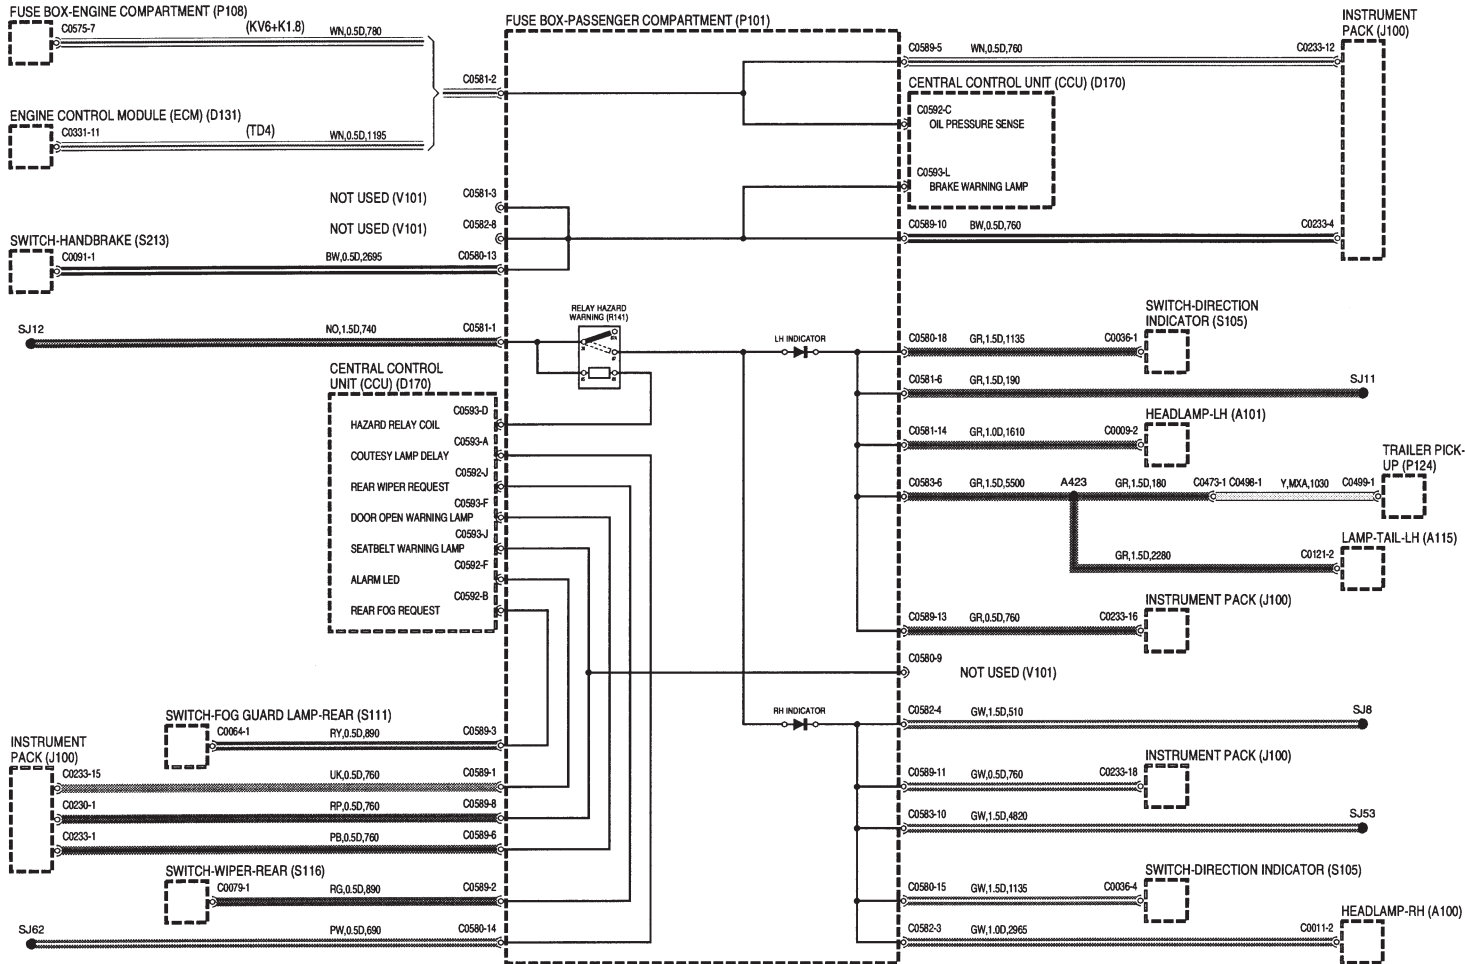 FUSE BOX-ENGINE COMPARTMENT (P108)
C0575-7
(KV6+K1.8)
WN,0.5D,780
ENGINE CONTROL MODULE (ECM) (D131)
C0331-11
(TD4)
WN,0.5D,1195
C0581-2
NOT USED (V101)
C0581-3
NOT USED (V101)
C0582-8
SWITCH-HANDBRAKE (S213)
C0091-1
BW,0.5D,2695
C0580-13
SJ12
NO,1.5D,740
C0581-1
CENTRAL CONTROL
UNIT (CCU) (D170)
C0593-D
HAZARD RELAY COIL
C0593-A
COUTESY LAMP DELAY
C0592-J
REAR WIPER REQUEST
C0593-F
DOOR OPEN WARNING LAMP
C0593-J
SEATBELT WARNING LAMP
C0592-F
ALARM LED
C0592-B
REAR FOG REQUEST
SWITCH-FOG GUARD LAMP-REAR (S111)
C0064-1
RY,0.5D,890
C0589-3
INSTRUMENT
PACK (J100)
C0233-15
UK,0.5D,760
C0589-1
C0230-1
RP,0.5D,760
C0589-8
C0233-1
PB,0.5D,760
C0589-6
SWITCH-WIPER-REAR (S116)
C0079-1
RG,0.5D,890
C0589-2
SJ62
PW,0.5D,690
C0580-14
FUSE BOX-PASSENGER COMPARTMENT (P101)
RELAY HAZARD
WARNING (R141)
LH INDICATOR
RH INDICATOR
C0589-5
WN,0.5D,760
C0233-12
INSTRUMENT
PACK (J100)
CENTRAL CONTROL UNIT (CCU) (D170)
C0592-C
OIL PRESSURE SENSE
C0593-L
BRAKE WARNING LAMP
C0589-10
BW,0.5D,760
C0233-4
SWITCH-DIRECTION
INDICATOR (S105)
C0580-18
GR,1.5D,1135
C0036-1
C0581-6
GR,1.5D,190
SJ11
HEADLAMP-LH (A101)
C0581-14
GR,1.0D,1610
C0009-2
TRAILER PICK-
UP (P124)
C0583-6
GR,1.5D,5500
A423
GR,1.5D,180
C0473-1 C0498-1
Y,MXA,1030
C0499-1
LAMP-TAIL-LH (A115)
GR,1.5D,2280
C0121-2
INSTRUMENT PACK (J100)
C0589-13
GR,0.5D,760
C0233-16
C0580-9
NOT USED (V101)
C0582-4
GW,1.5D,510
SJ8
INSTRUMENT PACK (J100)
C0589-11
GW,0.5D,760
C0233-18
C0583-10
GW,1.5D,4820
SJ53
SWITCH-DIRECTION INDICATOR (S105)
C0580-15
GW,1.5D,1135
C0036-4
HEADLAMP-RH (A100)
C0582-3
GW,1.0D,2965
C0011-2